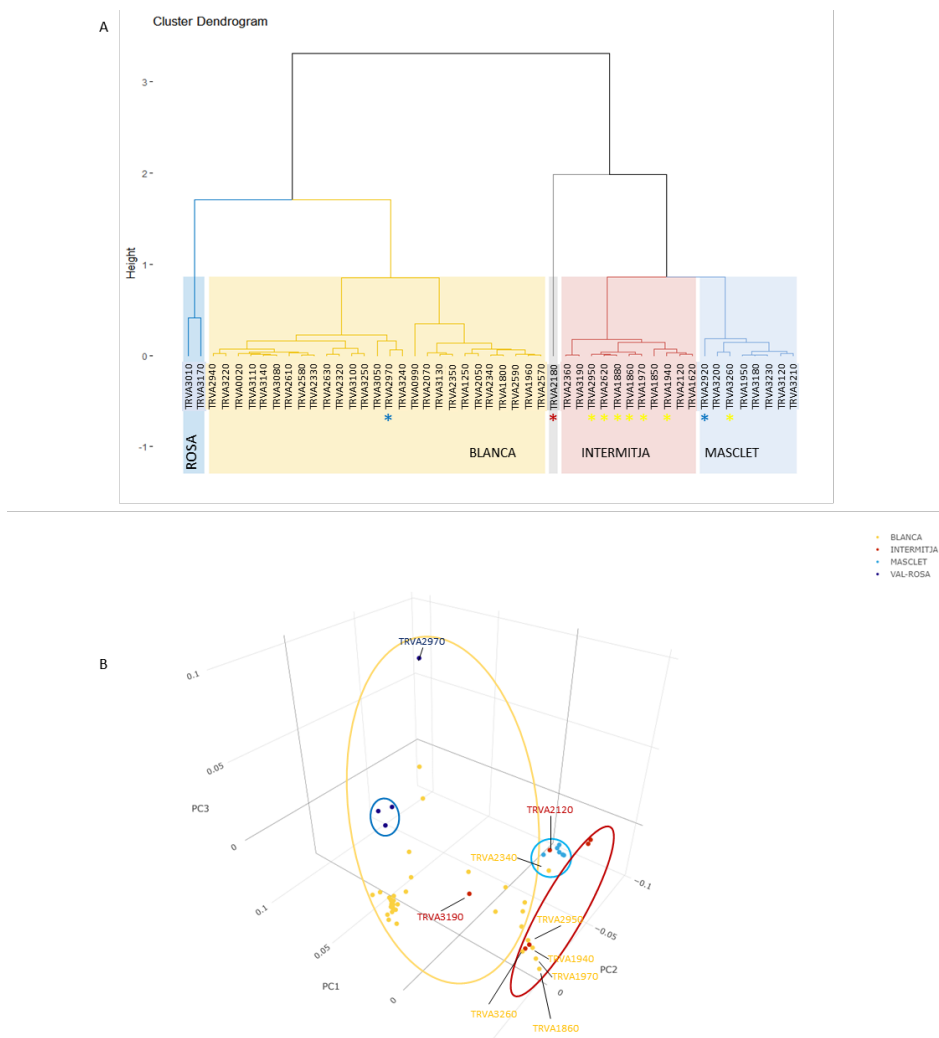 A
Cluster Dendrogram
Height
3
2
1
0
-1
TRVA3010
TRVA3170
TRVA2940
TRVA3220
TRVA0020
TRVA3110
TRVA3140
TRVA3080
TRVA2610
TRVA2580
TRVA2330
TRVA2630
TRVA2320
TRVA3100
TRVA3250
TRVA3050
TRVA2970
TRVA3240
TRVA0990
TRVA2070
TRVA3130
TRVA2350
TRVA1250
TRVA2050
TRVA2340
TRVA1800
TRVA2590
TRVA1960
TRVA2570
TRVA2180
TRVA2360
TRVA3190
TRVA2950
TRVA2620
TRVA1880
TRVA1860
TRVA1970
TRVA1850
TRVA1940
TRVA2120
TRVA1620
TRVA2920
TRVA3200
TRVA3260
TRVA1950
TRVA3180
TRVA3230
TRVA3120
TRVA3210
* * *
ROSA
BLANCA
INTERMITJA
MASCLET
BLANCA
INTERMITJA
MASCLET
VAL-ROSA
B
TRVA2970
0.1
0.05
PC3
0
TRVA2120
TRVA2340
−0.1
0.1
TRVA3190
TRVA2950
−0.05
0.05
TRVA1940
PC2
TRVA1970
PC1
0
0
TRVA3260
TRVA1860